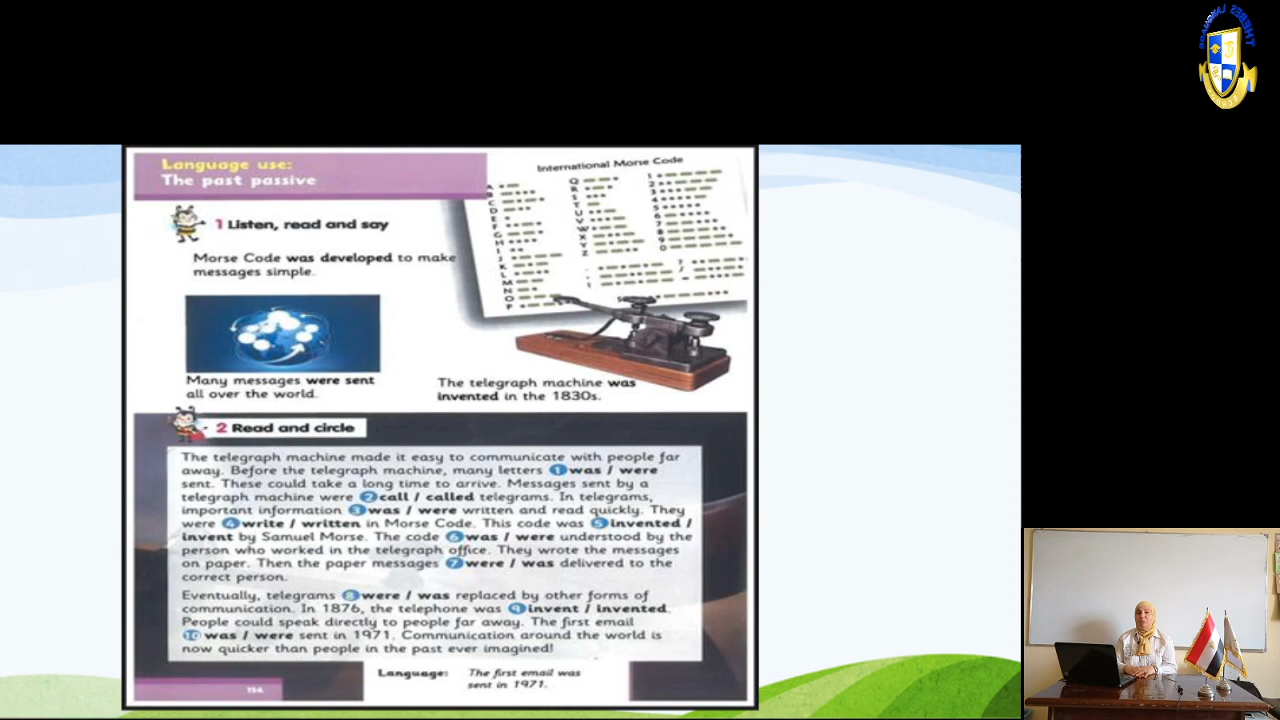 Language use:
The past passive
International Morse Code
1 Listen, read and say
Morse Code was developed to make
messages simple.
Many messages were sent
all over the world.
The telegraph machine was
invented in the 1830s.
2 Read and circle
The telegraph machine made it easy to communicate with people far
away. Before the telegraph machine, many letters 1 was / were
sent. These could take a long time to arrive. Messages sent by a
telegraph machine were 2 call / called telegrams. In telegrams,
important information 3 was / were written and read quickly. They
were 4 write / written in Morse Code. This code was 5 invented /
invent by Samuel Morse. The code 6 was / were understood by the
person who worked in the telegraph office. They wrote the messages
on paper. Then the paper messages 7 were / was delivered to the
correct person.
Eventually, telegrams 8 were / was replaced by other forms of
communication. In 1876, the telephone was 9 invent / invented.
People could speak directly to people far away. The first email
10 was / were sent in 1971. Communication around the world is
now quicker than people in the past ever imagined!
Language: The first email was
sent in 1971.
THEBES LANGUAGE
SCHOOL